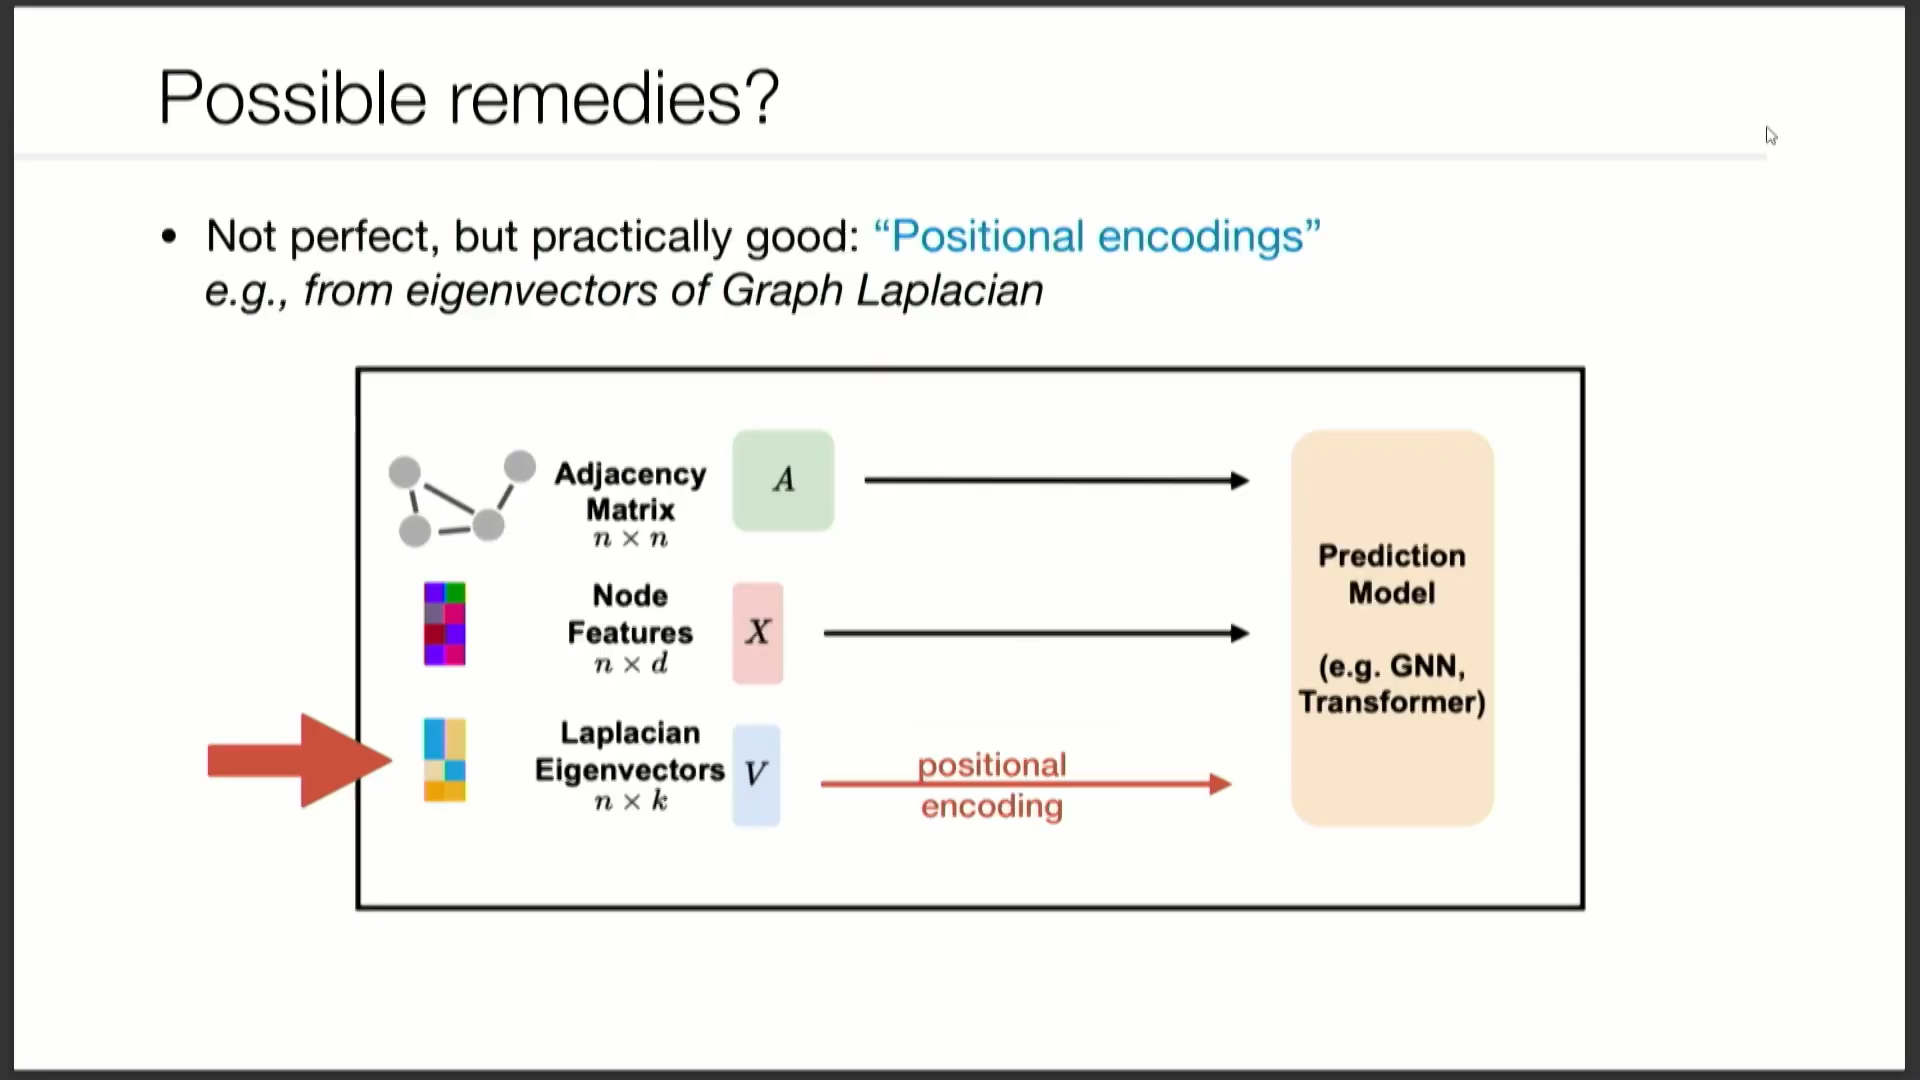 Possible remedies?
• Not perfect, but practically good: “Positional encodings”
e.g., from eigenvectors of Graph Laplacian
Adjacency
Matrix
n × n
A
Node
Features
n × d
X
Laplacian
Eigenvectors
n × k
V
positional
encoding
Prediction
Model
(e.g. GNN,
Transformer)